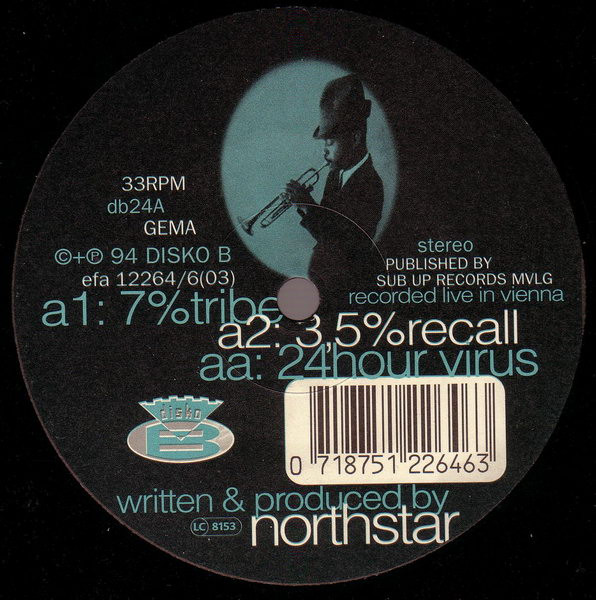 33RPM
db24A
GEMA
©+℗ 94 DISKO B
efa 12264/6(03)
stereo
PUBLISHED BY
SUB UP RECORDS MVLG
recorded live in vienna
a1: 7%tribe
a2: 3,5%recall
aa: 24hour virus
disko
B
0 718751 226463
written & produced by
LC 8153
northstar